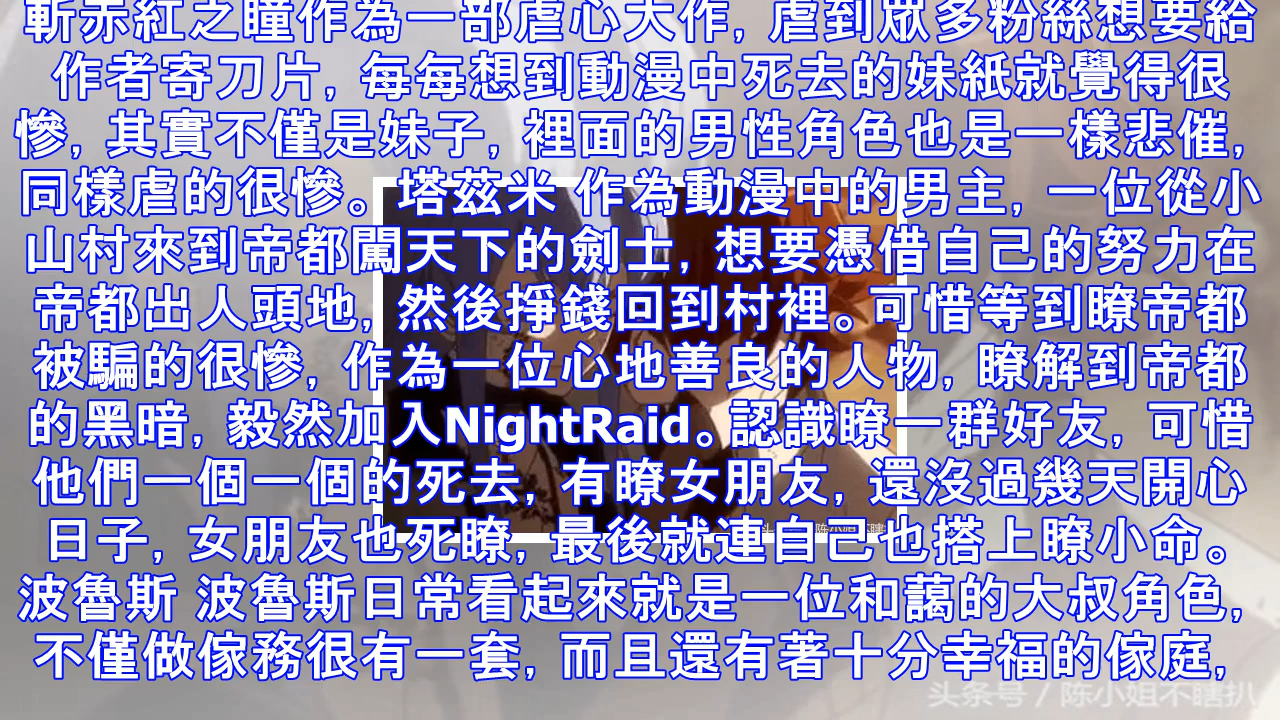 斬赤紅之瞳作為一部虐心大作, 虐到眾多粉絲想要給
作者寄刀片, 每每想到動漫中死去的妹紙就覺得很
慘, 其實不僅是妹子, 裡面的男性角色也是一樣悲催,
同樣虐的很慘。塔茲米 作為動漫中的男主, 一位從小
山村來到帝都闖天下的劍士, 想要憑借自己的努力在
帝都出人頭地, 然後掙錢回到村裡。可惜等到瞭帝都
被騙的很慘, 作為一位心地善良的人物, 瞭解到帝都
的黑暗, 毅然加入NightRaid。認識瞭一群好友, 可惜
他們一個一個的死去, 有瞭女朋友, 還沒過幾天開心
日子, 女朋友也死瞭, 最後就連自己也搭上瞭小命。
波魯斯 波魯斯日常看起來就是一位和藹的大叔角色,
不僅做傢務很有一套, 而且還有著十分幸福的傢庭,
头条号 / 陈小姐不瞎扒